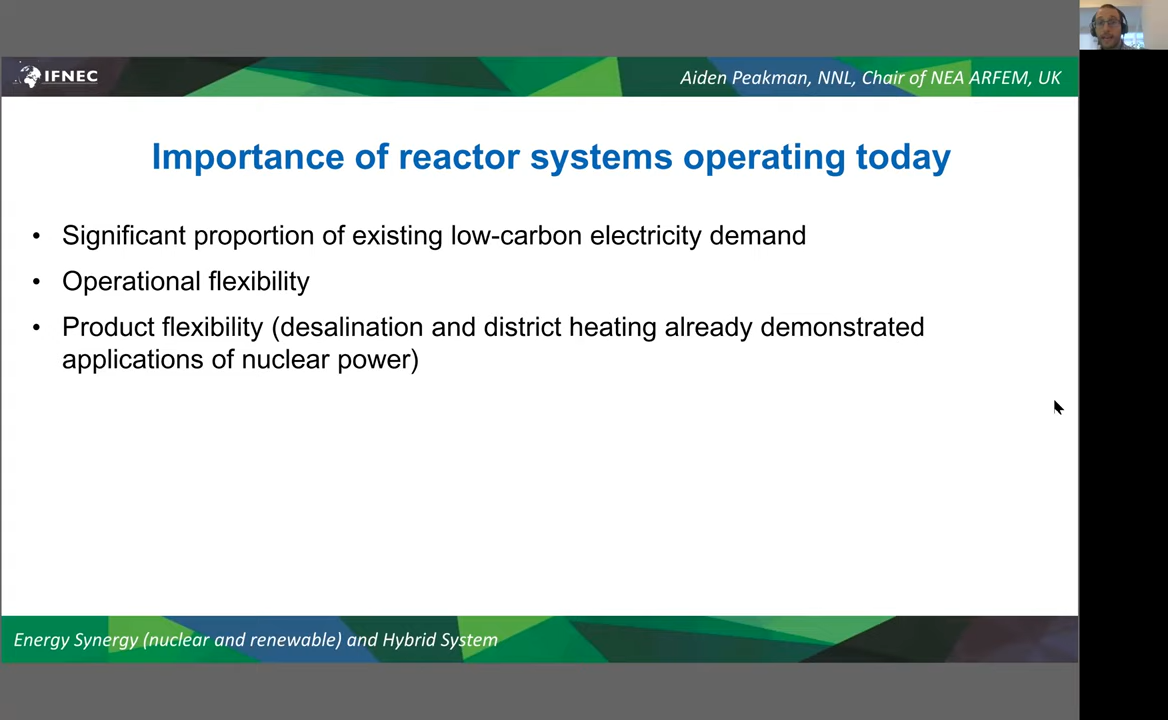 IFNEC
Aiden Peakman, NNL, Chair of NEA ARFEM, UK
Importance of reactor systems operating today
• Significant proportion of existing low-carbon electricity demand
• Operational flexibility
• Product flexibility (desalination and district heating already demonstrated
applications of nuclear power)
Energy Synergy (nuclear and renewable) and Hybrid System